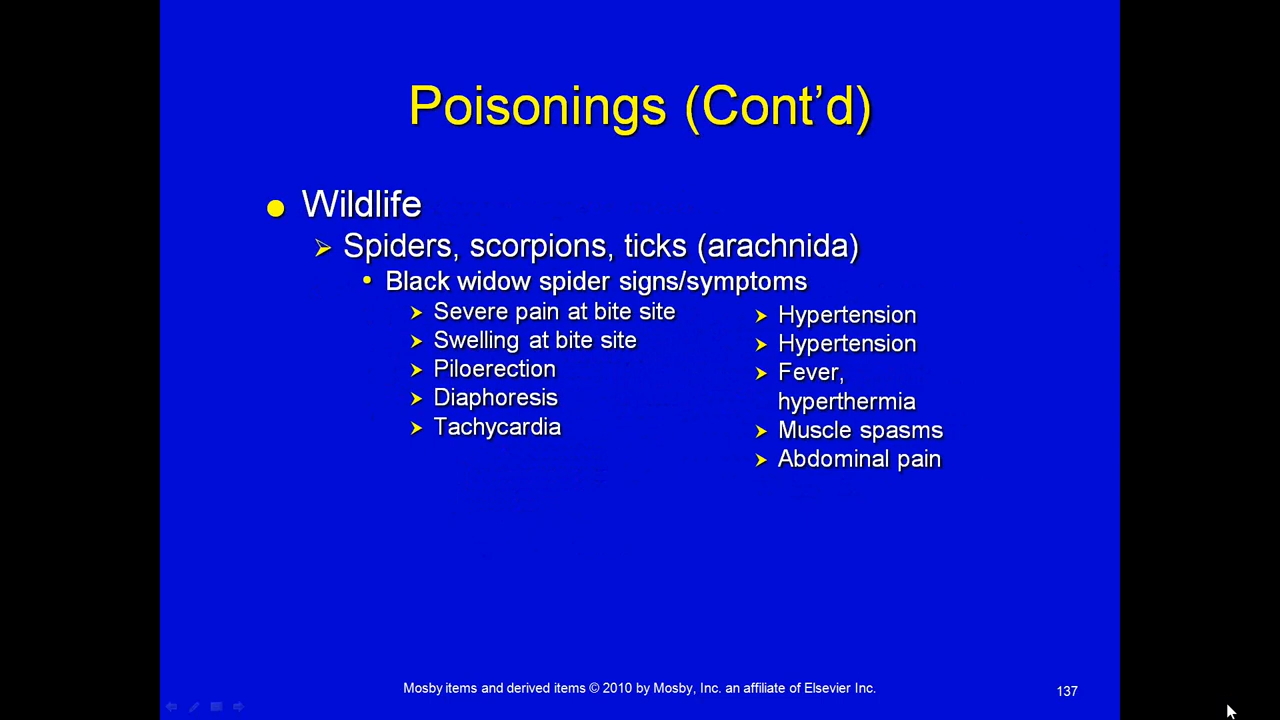 Poisonings (Cont’d)
Wildlife
Spiders, scorpions, ticks (arachnida)
Black widow spider signs/symptoms
Severe pain at bite site
Swelling at bite site
Piloerection
Diaphoresis
Tachycardia
Hypertension
Hypertension
Fever,
hyperthermia
Muscle spasms
Abdominal pain
Mosby items and derived items © 2010 by Mosby, Inc. an affiliate of Elsevier Inc.
137